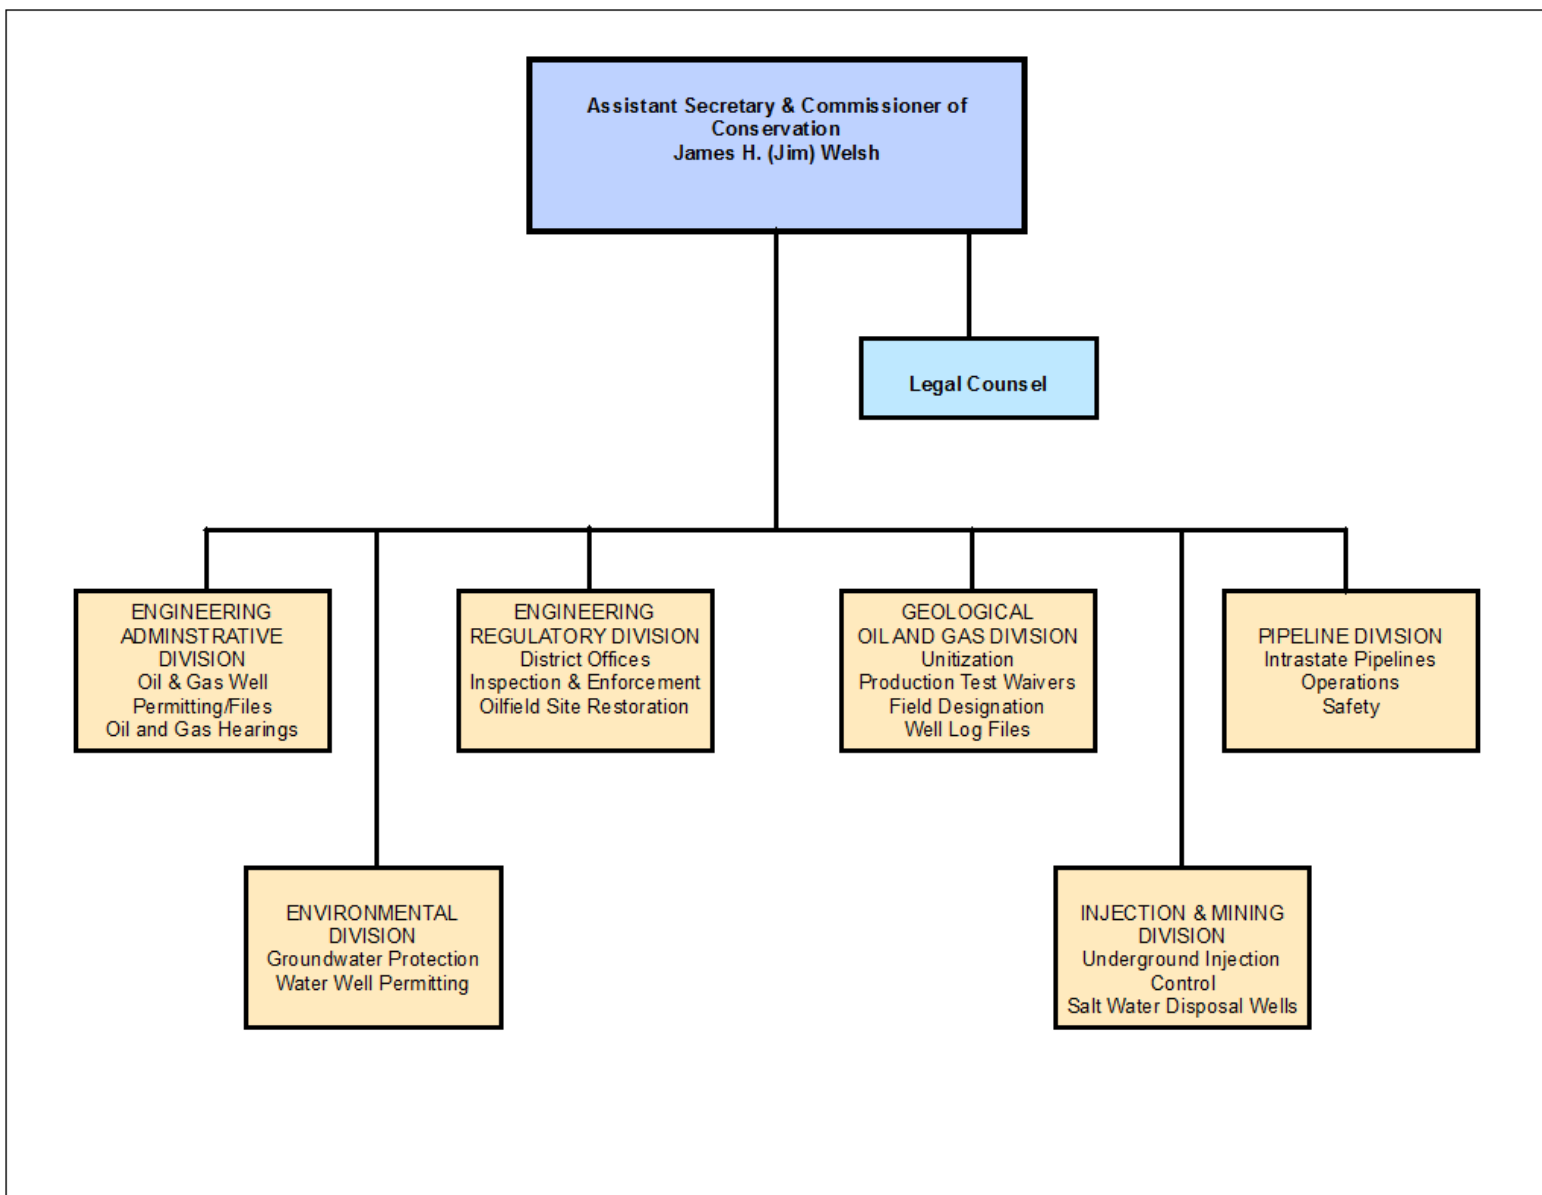 Assistant Secretary & Commissioner of
Conservation
James H. (Jim) Welsh
Legal Counsel
ENGINEERING
ADMINSTRATIVE
DIVISION
Oil & Gas Well
Permitting/Files
Oil and Gas Hearings
ENGINEERING
REGULATORY DIVISION
District Offices
Inspection & Enforcement
Oilfield Site Restoration
GEOLOGICAL
OIL AND GAS DIVISION
Unitization
Production Test Waivers
Field Designation
Well Log Files
PIPELINE DIVISION
Intrastate Pipelines
Operations
Safety
ENVIRONMENTAL
DIVISION
Groundwater Protection
Water Well Permitting
INJECTION & MINING
DIVISION
Underground Injection
Control
Salt Water Disposal Wells